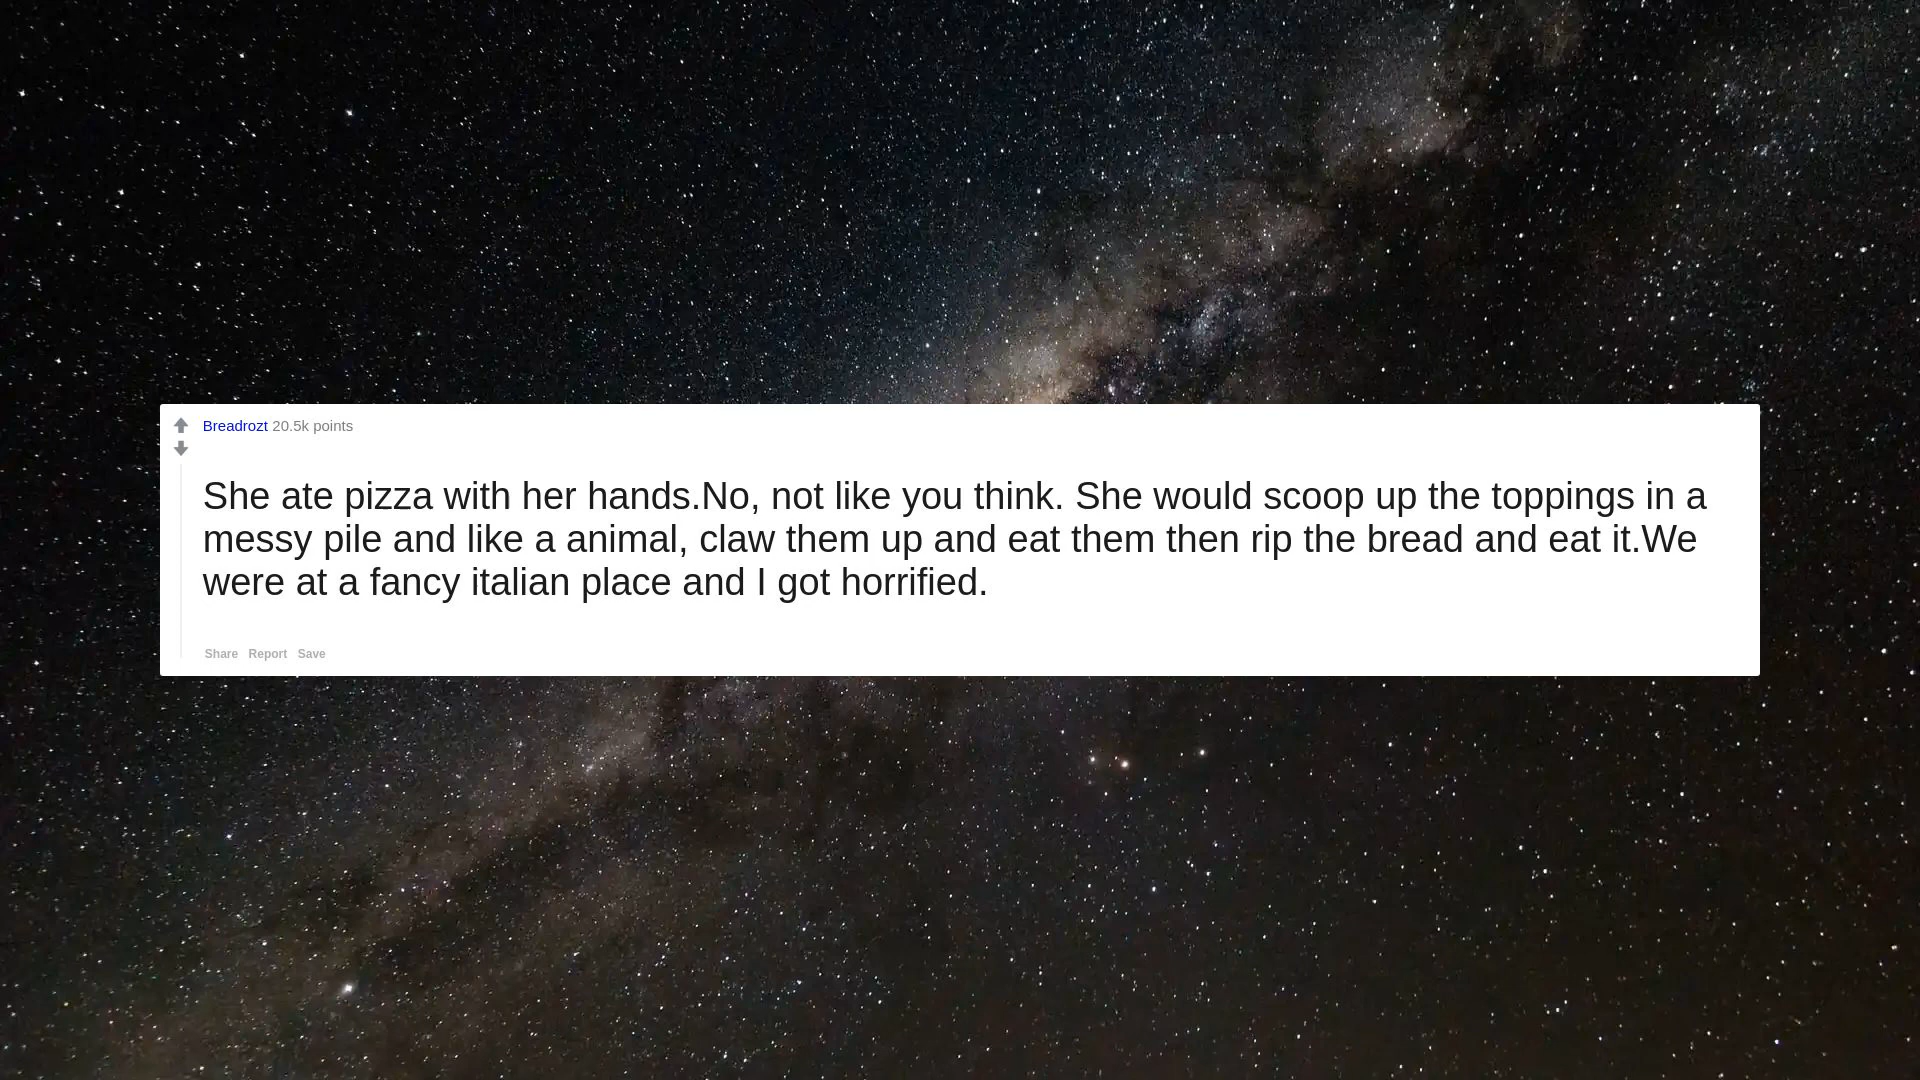 Breadrozt 20.5k points
She ate pizza with her hands.No, not like you think. She would scoop up the toppings in a
messy pile and like a animal, claw them up and eat them then rip the bread and eat it.We
were at a fancy italian place and I got horrified.
Share Report Save